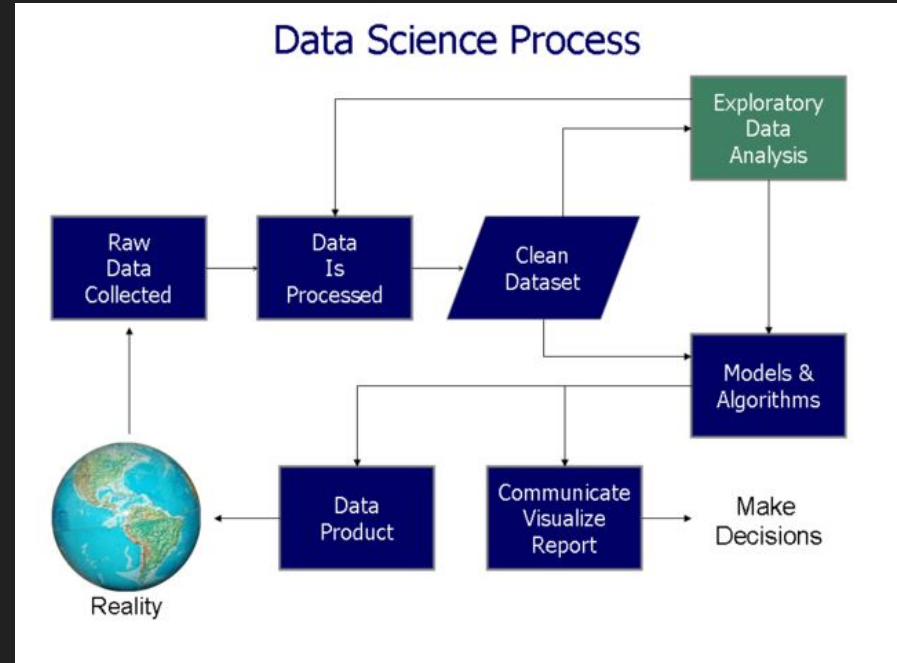 Data Science Process
Exploratory
Data
Analysis
Raw
Data
Collected
Data
Is
Processed
Clean
Dataset
Models &
Algorithms
Data
Product
Communicate
Visualize
Report
Make
Decisions
Reality